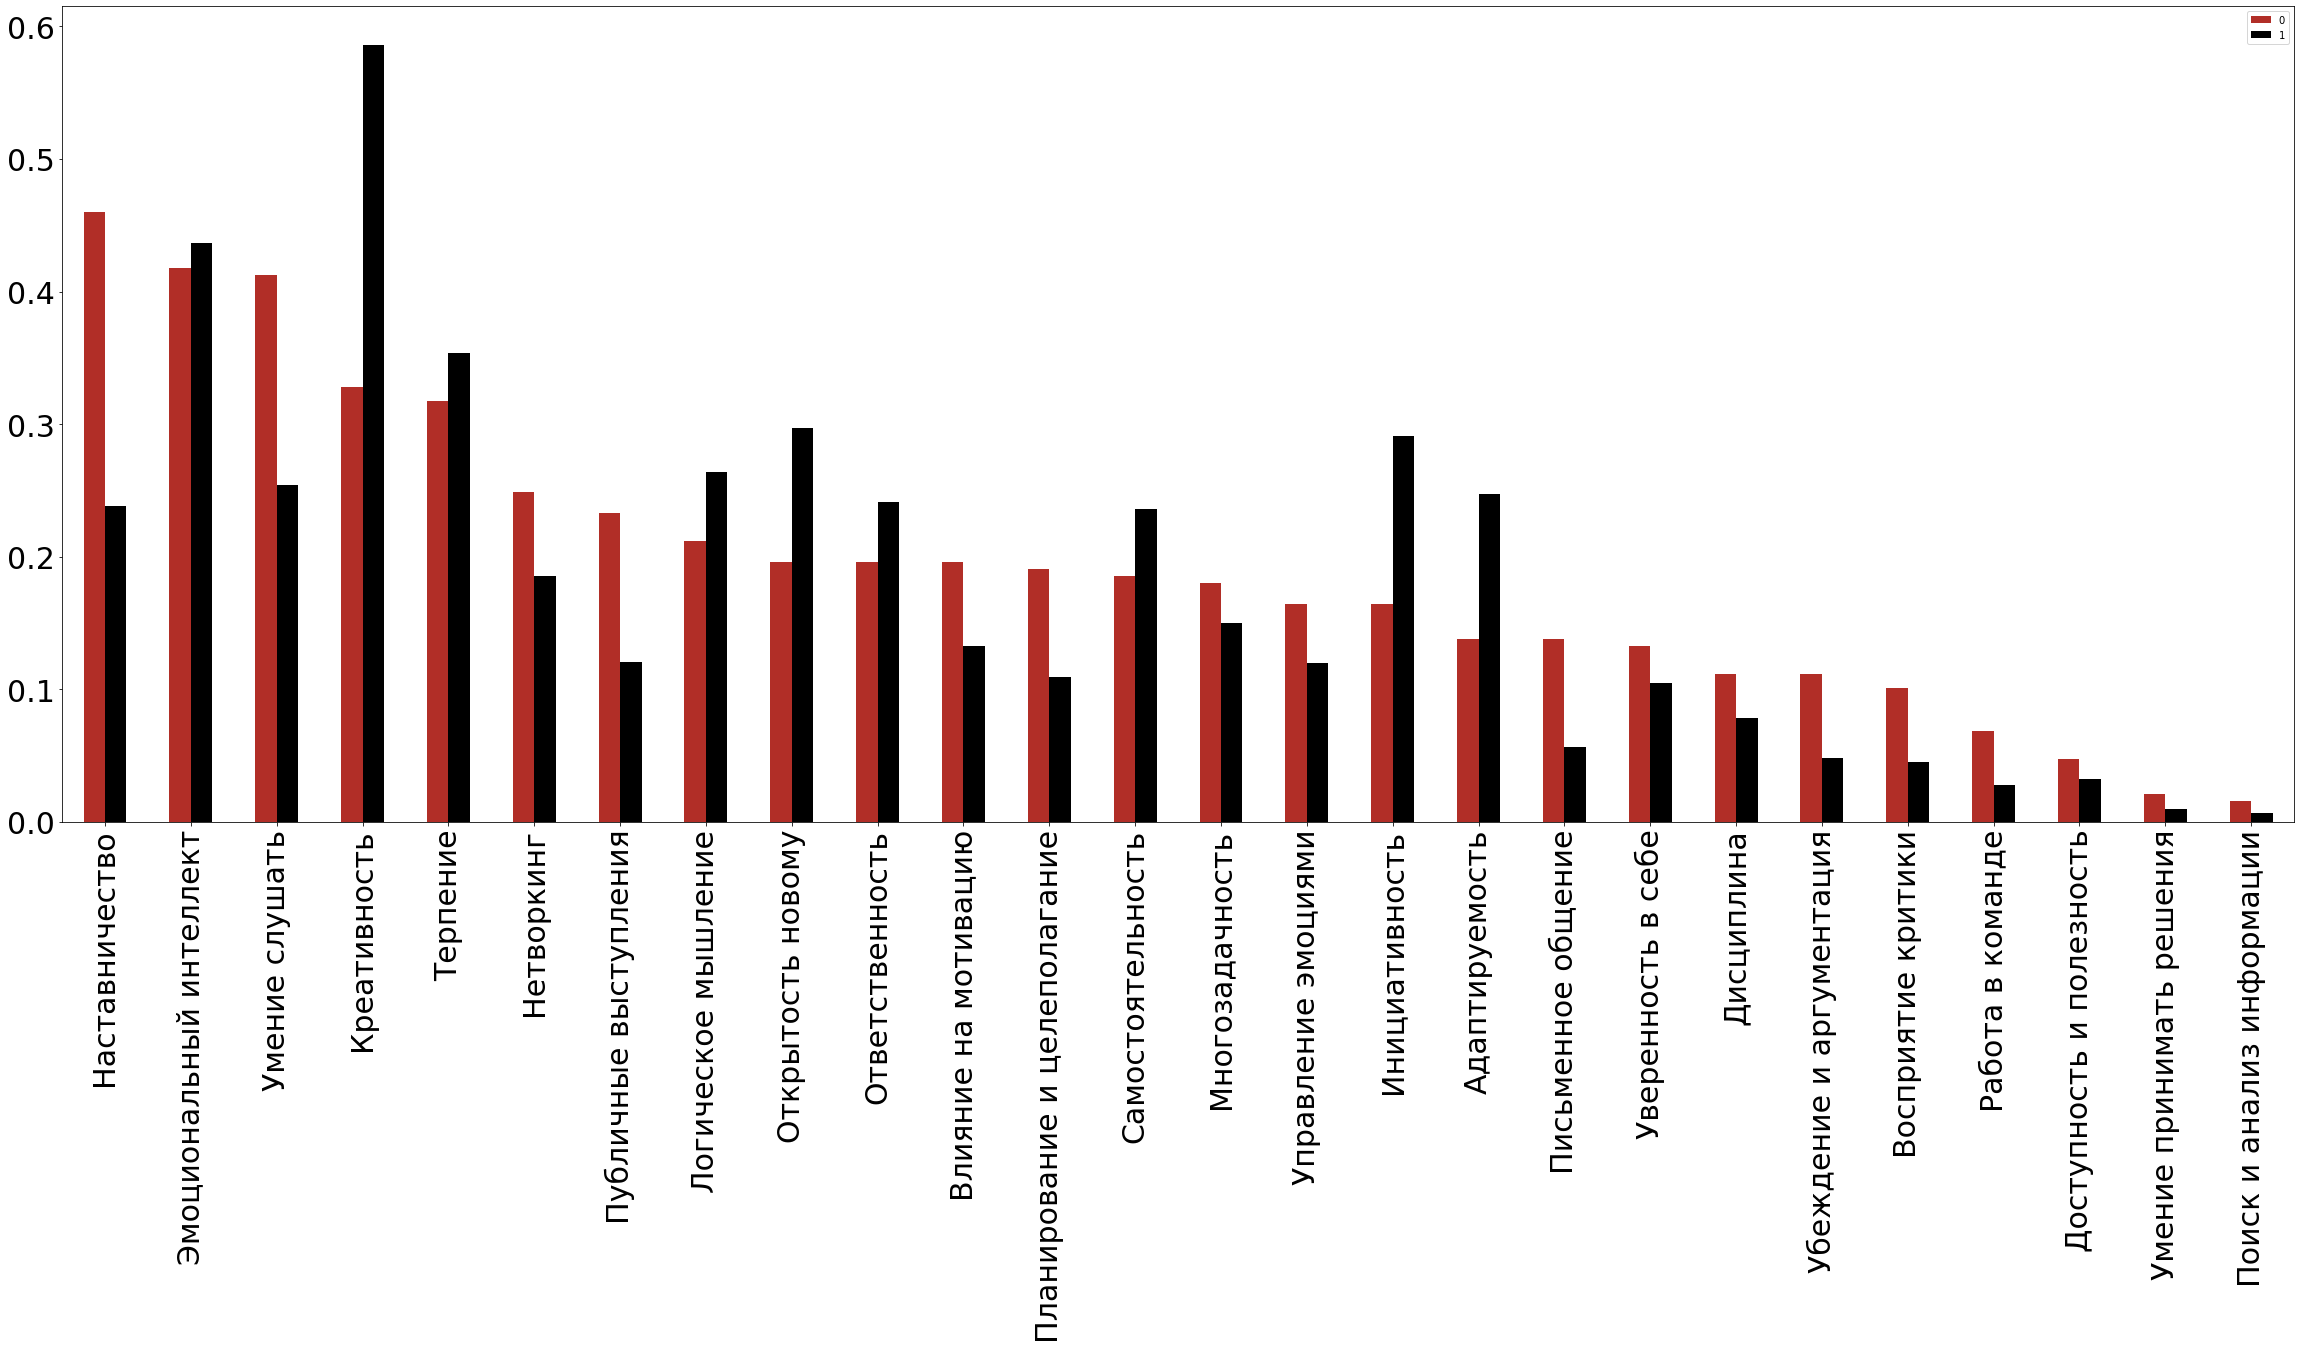 0.6
0.5
0.4
0.3
0.2
0.1
0.0
0
1
Наставничество
Эмоциональный интеллект
Умение слушать
Креативность
Терпение
Нетворкинг
Публичные выступления
Логическое мышление
Открытость новому
Ответственность
Влияние на мотивацию
Планирование и целеполагание
Самостоятельность
Многозадачность
Управление эмоциями
Инициативность
Адаптируемость
Письменное общение
Уверенность в себе
Дисциплина
Убеждение и аргументация
Восприятие критики
Работа в команде
Доступность и полезность
Умение принимать решения
Поиск и анализ информации